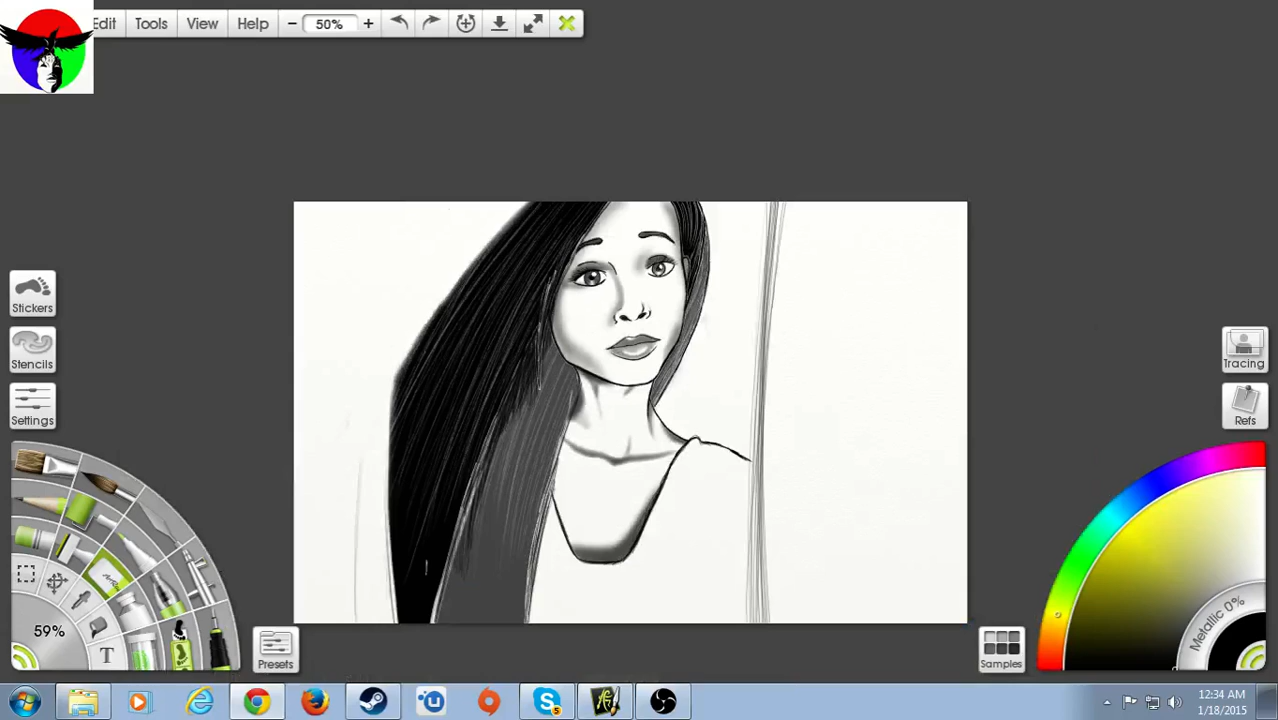 Edit Tools View Help − 50% +
Stickers
Stencils
Settings
Tracing
Refs
59%
T
Presets
Samples
Metallic 0%
5
12:34 AM
1/18/2015